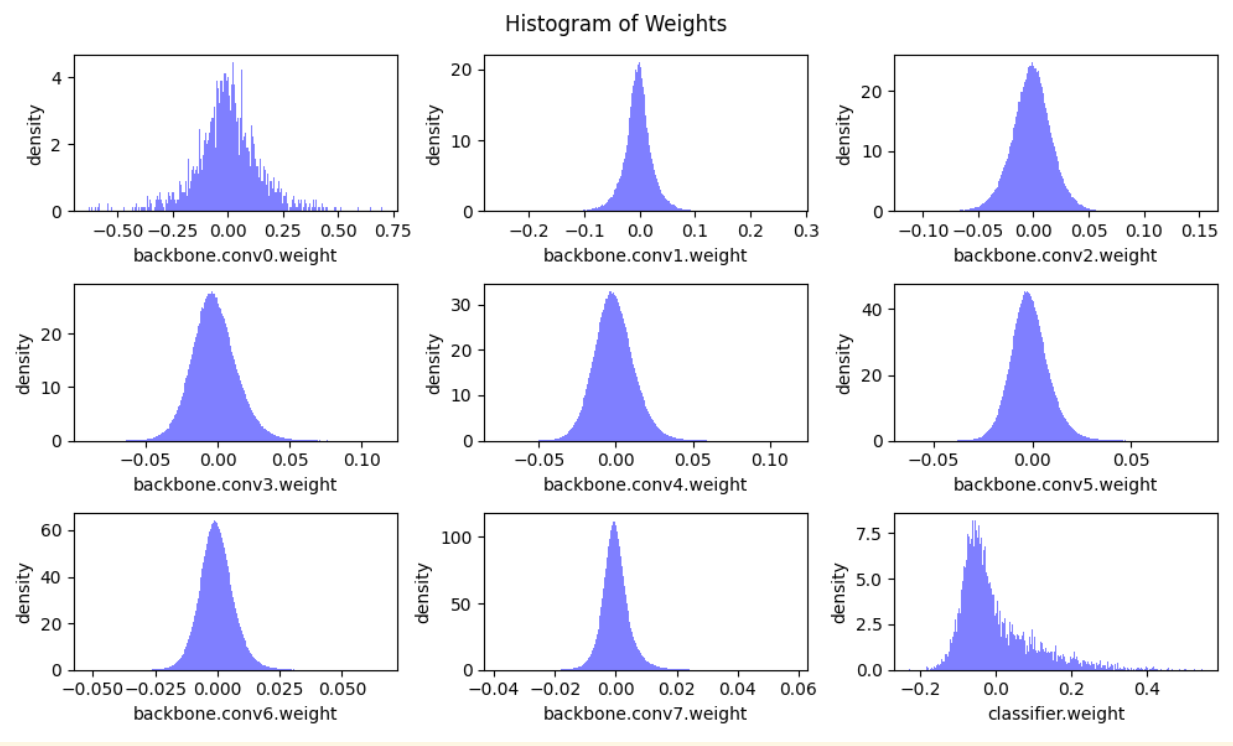 Histogram of Weights
4
2
0
density
−0.50 −0.25 0.00 0.25 0.50 0.75
backbone.conv0.weight
20
10
0
density
−0.2 −0.1 0.0 0.1 0.2 0.3
backbone.conv1.weight
20
10
0
density
−0.10 −0.05 0.00 0.05 0.10 0.15
backbone.conv2.weight
20
10
0
density
−0.05 0.00 0.05 0.10
backbone.conv3.weight
30
20
10
0
density
−0.05 0.00 0.05 0.10
backbone.conv4.weight
40
20
0
density
−0.05 0.00 0.05
backbone.conv5.weight
60
40
20
0
density
−0.050 −0.025 0.000 0.025 0.050
backbone.conv6.weight
100
50
0
density
−0.04 −0.02 0.00 0.02 0.04 0.06
backbone.conv7.weight
7.5
5.0
2.5
0.0
density
−0.2 0.0 0.2 0.4
classifier.weight